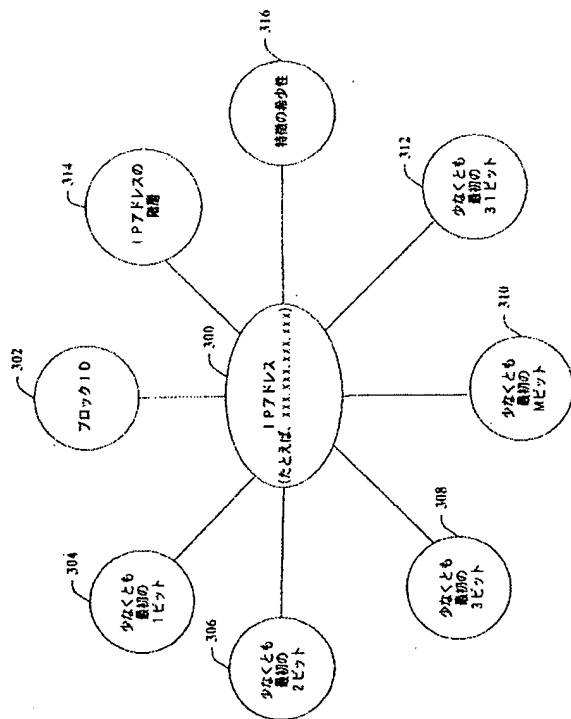 316
特徴の希少性
314
IPアドレスの
階層
312
少なくとも
最初の
31ビット
302
ブロックID
300
IPアドレス
(たとえば、xxx.xxx.xxx.xxx)
310
少なくとも
最初の
Mビット
304
少なくとも
最初の
1ビット
308
少なくとも
最初の
3ビット
306
少なくとも
最初の
2ビット